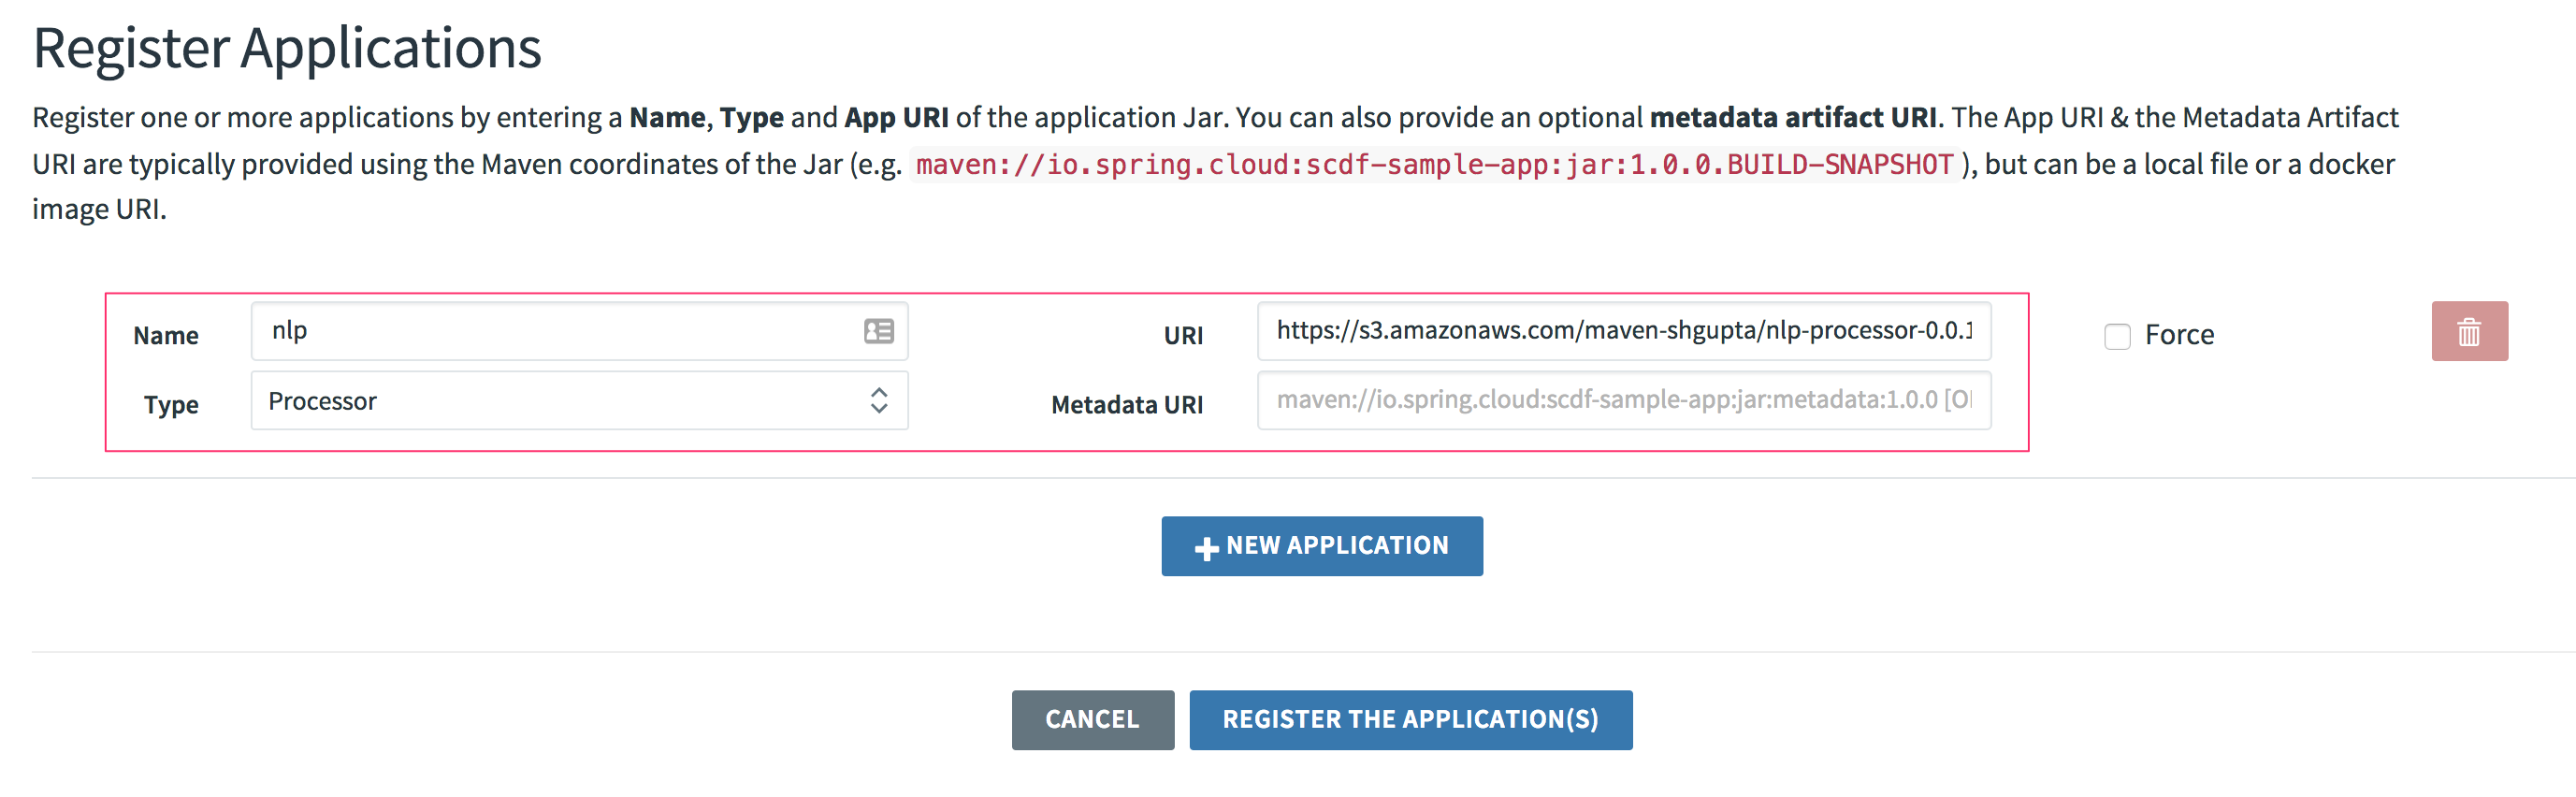 Register Applications
Register one or more applications by entering a Name, Type and App URI of the application Jar. You can also provide an optional metadata artifact URI. The App URI & the Metadata Artifact
URI are typically provided using the Maven coordinates of the Jar (e.g. maven://io.spring.cloud:scdf-sample-app:jar:1.0.0.BUILD-SNAPSHOT ), but can be a local file or a docker
image URI.
Name nlp URI https://s3.amazonaws.com/maven-shgupta/nlp-processor-0.0.1 Force
Type Processor Metadata URI maven://io.spring.cloud:scdf-sample-app:jar:metadata:1.0.0 [O
NEW APPLICATION
CANCEL REGISTER THE APPLICATION(S)